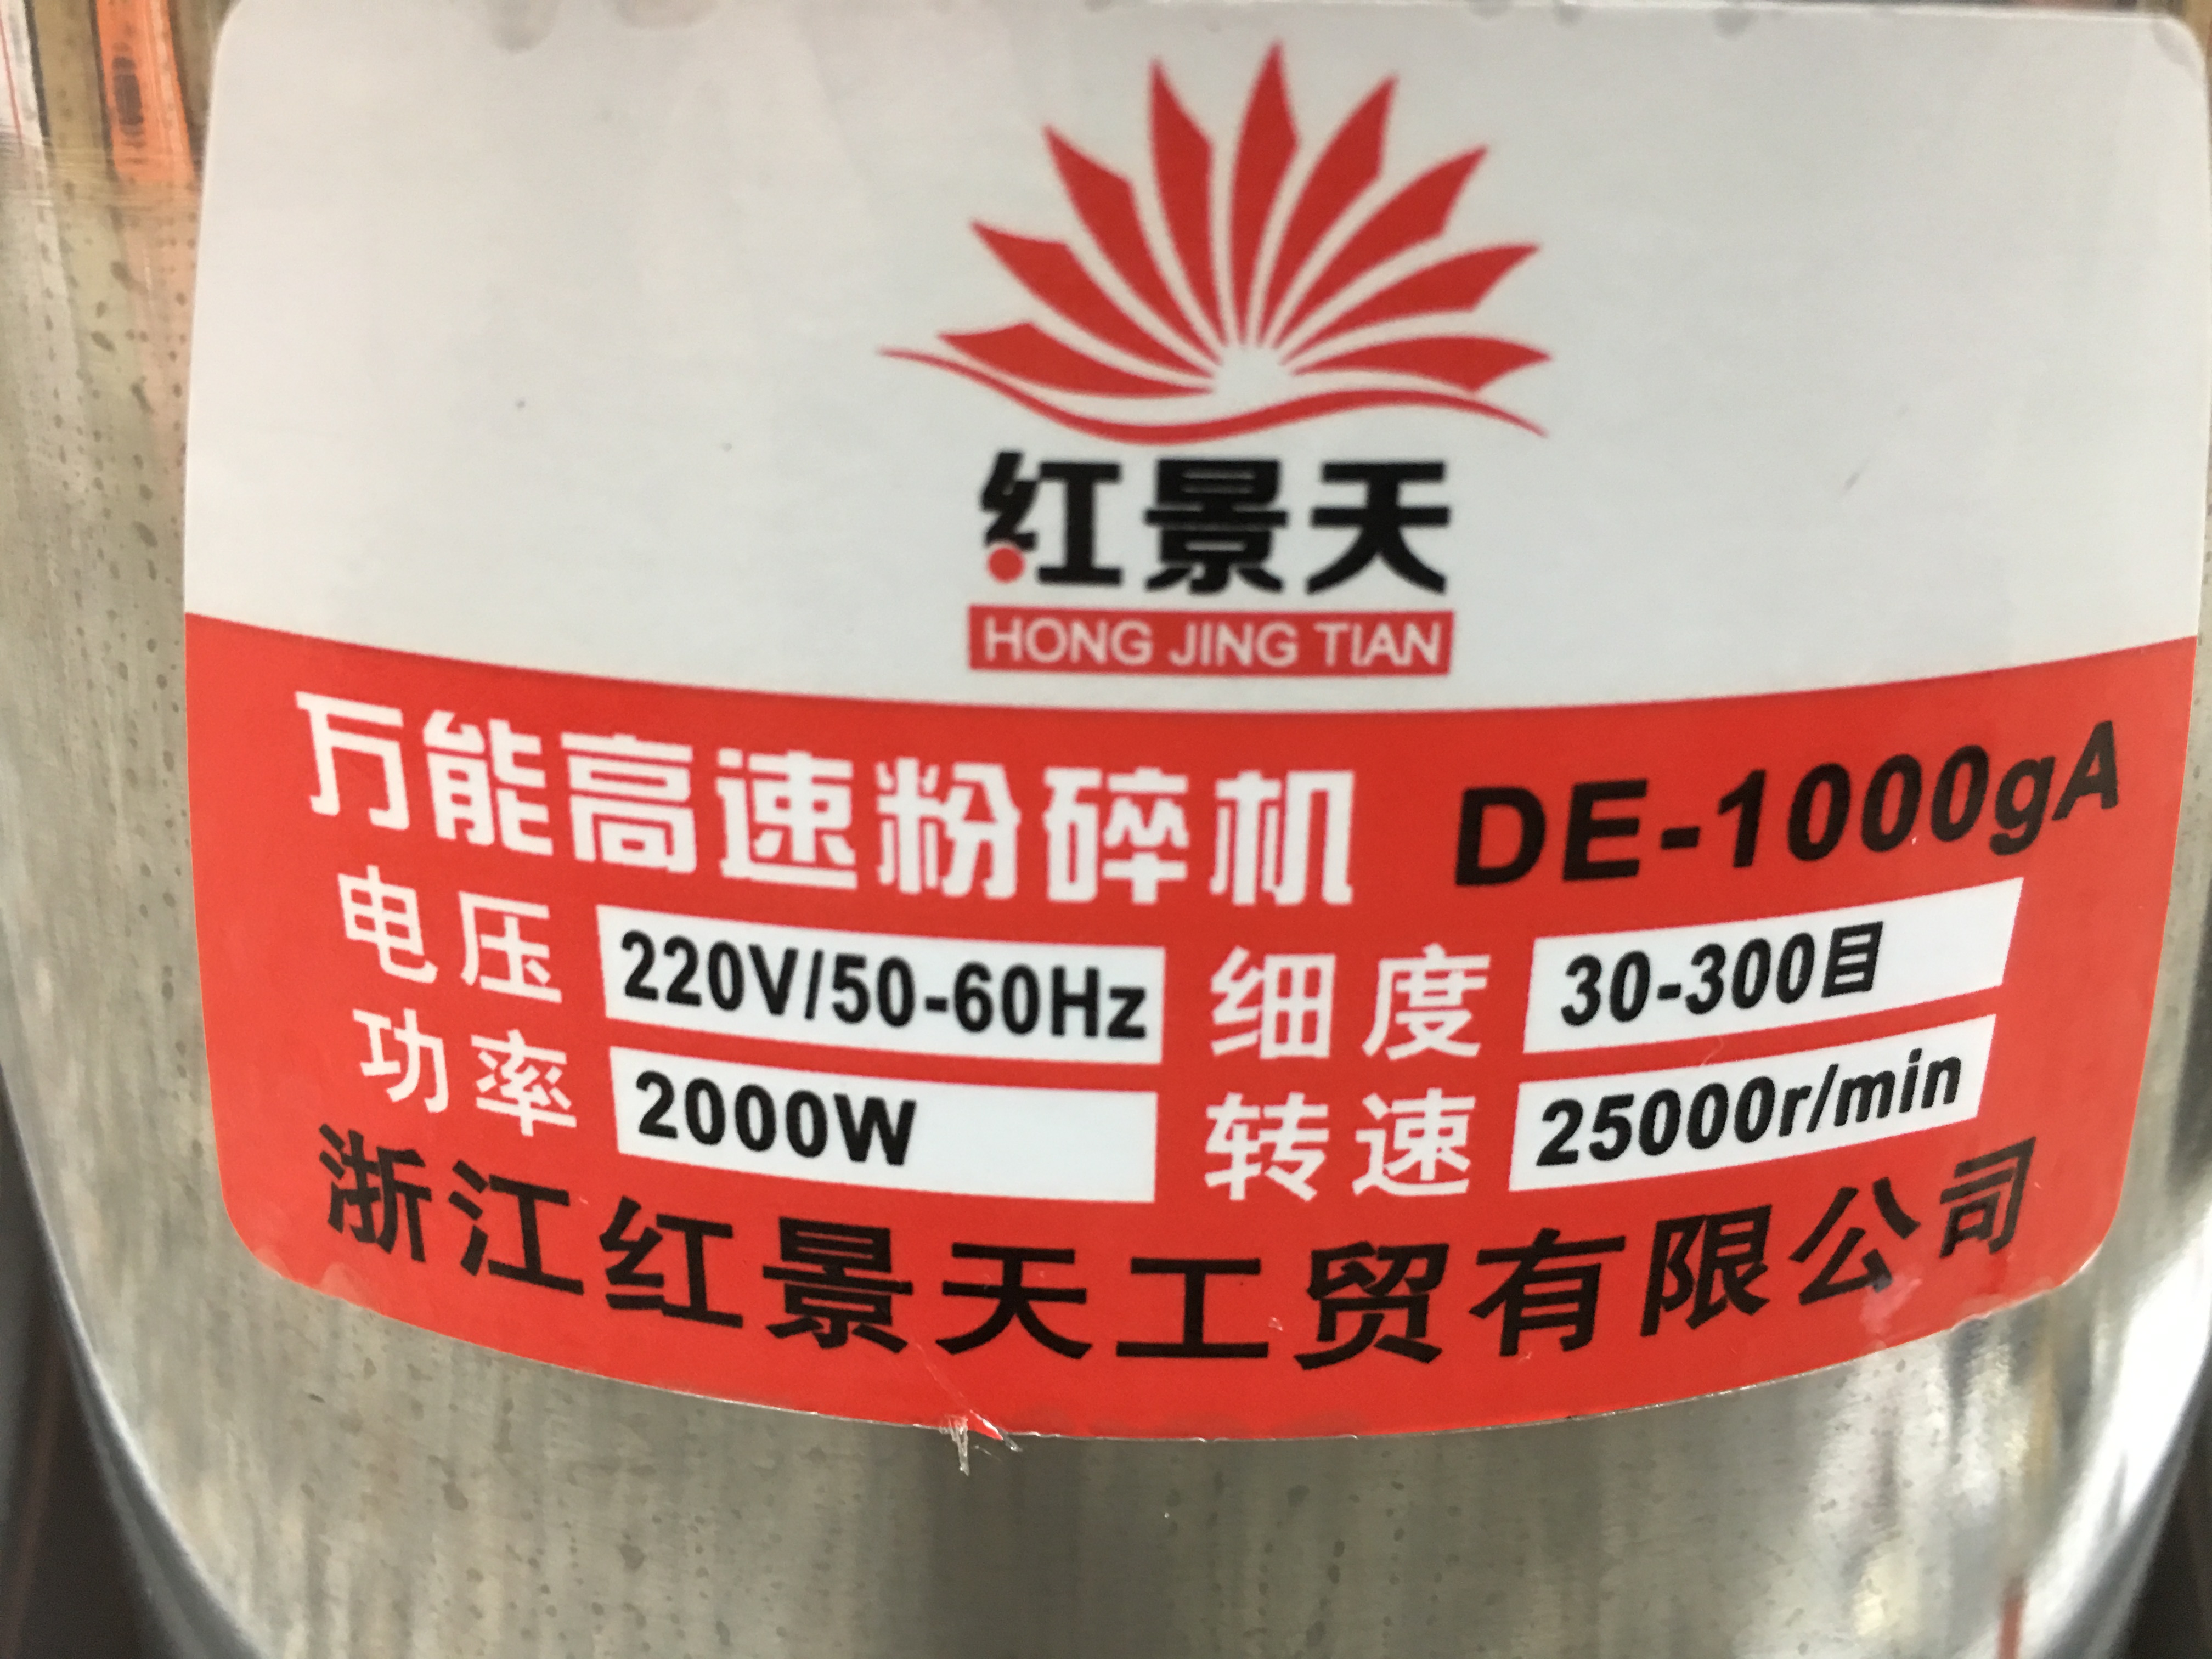 红景天
HONG JING TIAN
万能高速粉碎机 DE-1000gA
电压 220V/50-60Hz 细度 30-300目
功率 2000W 转速 25000r/min
浙江红景天工贸有限公司